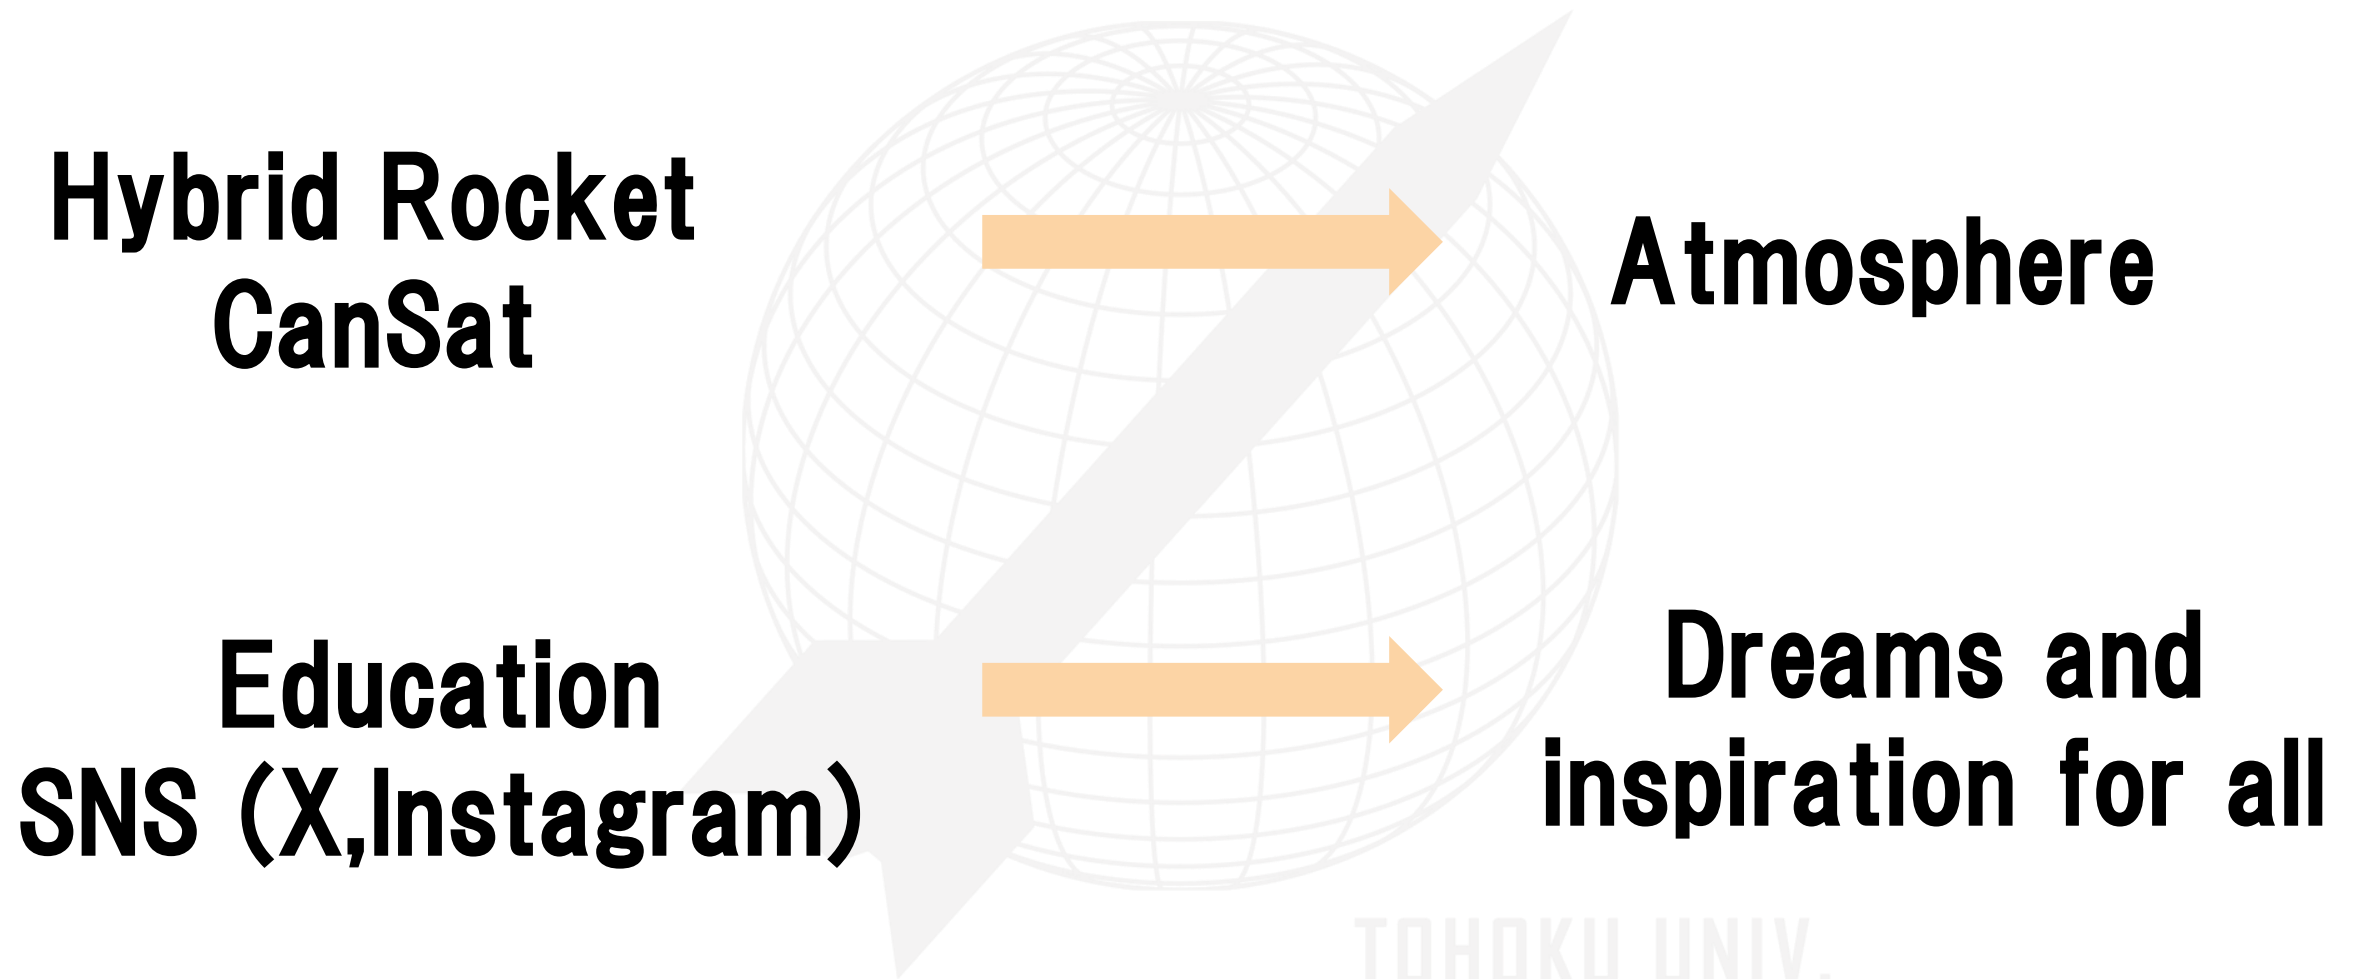 Hybrid Rocket
CanSat
Atmosphere
Education
SNS (X,Instagram)
Dreams and
inspiration for all
TOHOKU UNIV.